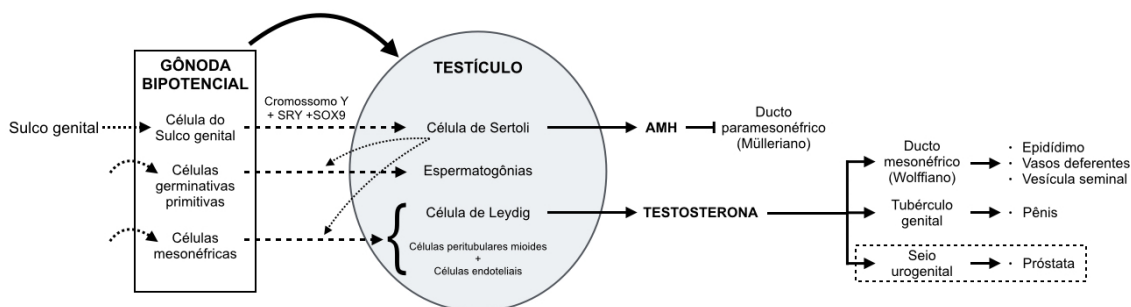 GÔNODA
BIPOTENCIAL
TESTÍCULO
Sulco genital
Célula do
Sulco genital
Cromossomo Y
+ SRY +SOX9
Célula de Sertoli
AMH
Ducto
paramesonéfrico
(Mülleriano)
Células
germinativas
primitivas
Espermatogônias
Células
mesonéfricas
Célula de Leydig
Células peritubulares mioides
+
Células endoteliais
TESTOSTERONA
Ducto
mesonéfrico
(Wolffiano)
· Epidídimo
· Vasos deferentes
· Vesícula seminal
Tubérculo
genital
· Pênis
Seio
urogenital
· Próstata